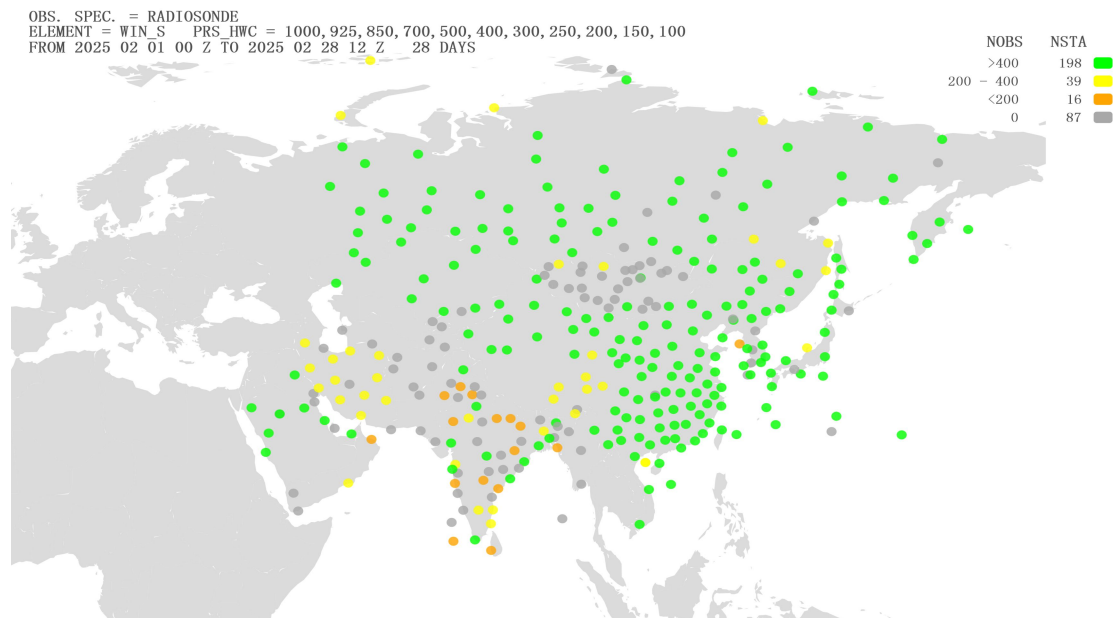 OBS. SPEC. = RADIOSONDE
ELEMENT = WIN_S PRS_HWC = 1000,925,850,700,500,400,300,250,200,150,100
FROM 2025 02 01 00 Z TO 2025 02 28 12 Z 28 DAYS
NOBS NSTA
>400 198
200 - 400 39
<200 16
0 87